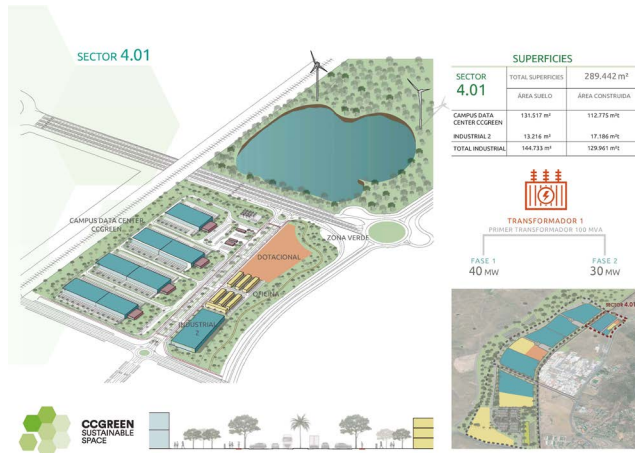 SECTOR 4.01
CAMPUS DATA CENTER
CCGREEN
ZONA VERDE
DOTACIONAL
OFICINA
INDUSTRIAL
2
SUPERFICIES
SECTOR
4.01
TOTAL SUPERFICIES
289.442 m²
ÁREA SUELO
ÁREA CONSTRUIDA
CAMPUS DATA
CENTER CCGREEN
131.517 m²
112.775 m²t
INDUSTRIAL 2
13.216 m²
17.186 m²t
TOTAL INDUSTRIAL
144.733 m²
129.961 m²t
TRANSFORMADOR 1
PRIMER TRANSFORMADOR 100 MVA
FASE 1
40 MW
FASE 2
30 MW
SECTOR 4.01
CCGREEN
SUSTAINABLE
SPACE